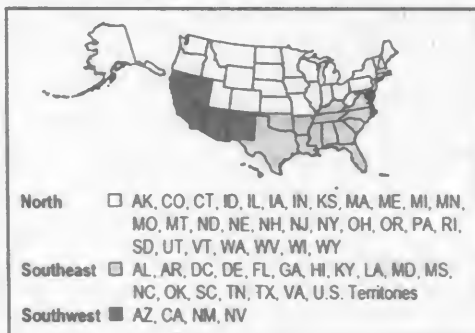 North AK, CO, CT, ID, IL, IA, IN, KS, MA, ME, MI, MN,
MO, MT, ND, NE, NH, NJ, NY, OH, OR, PA, RI,
SD, UT, VT, WA, WV, WI, WY
Southeast AL, AR, DC, DE, FL, GA, HI, KY, LA, MD, MS,
NC, OK, SC, TN, TX, VA, U.S. Territories
Southwest AZ, CA, NM, NV